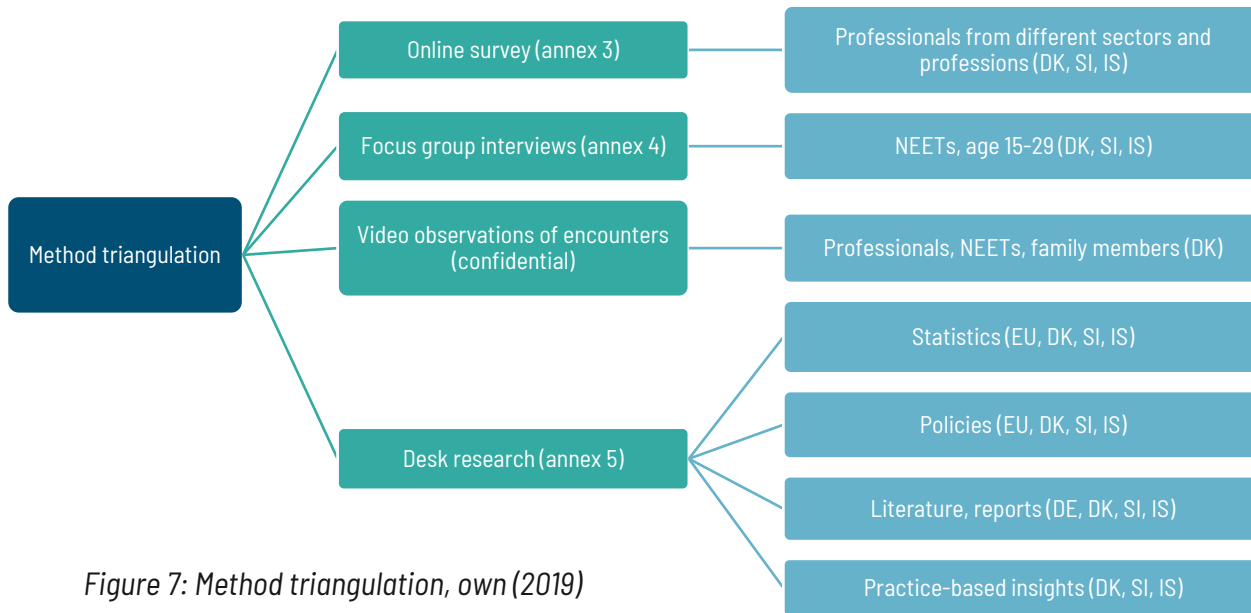 Method triangulation
Online survey (annex 3)
Professionals from different sectors and
professions (DK, SI, IS)
Focus group interviews (annex 4)
NEETs, age 15-29 (DK, SI, IS)
Video observations of encounters
(confidential)
Professionals, NEETs, family members (DK)
Desk research (annex 5)
Statistics (EU, DK, SI, IS)
Policies (EU, DK, SI, IS)
Literature, reports (DE, DK, SI, IS)
Practice-based insights (DK, SI, IS)
Figure 7: Method triangulation, own (2019)